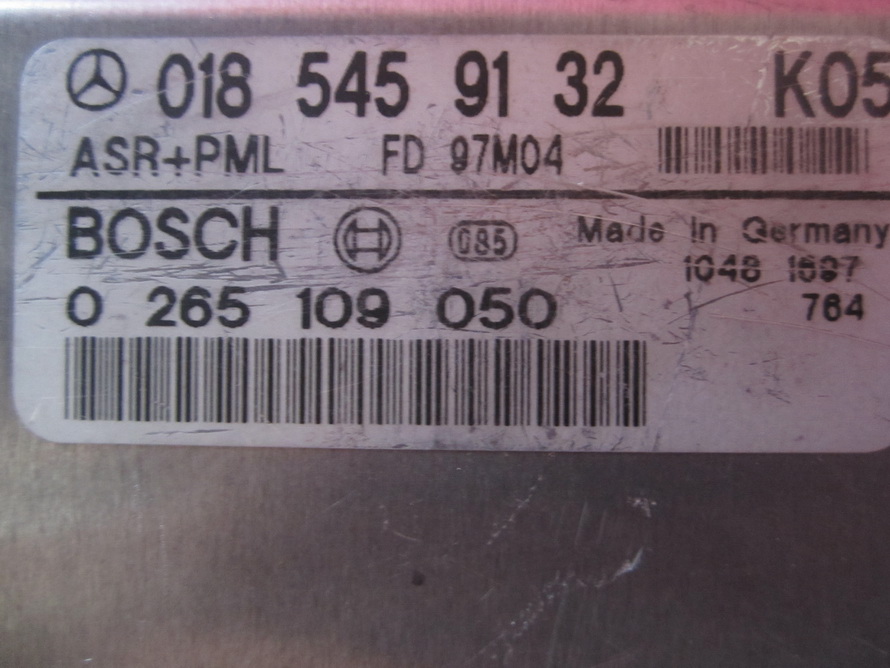 018 545 91 32 K05
ASR+PML FD 97M04
BOSCH 085 Made In Germany
1048 1697
0 265 109 050 764